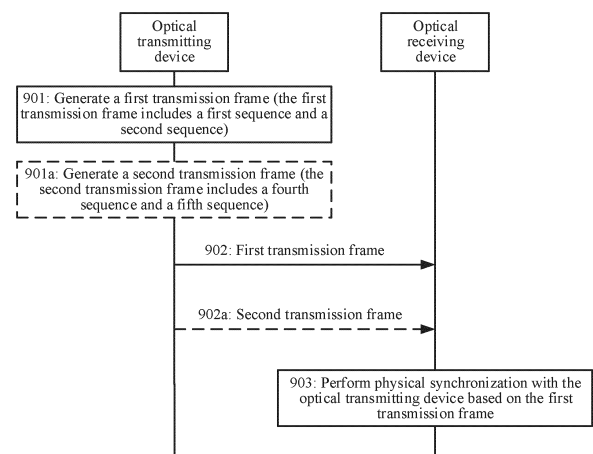 Optical
transmitting
device
Optical
receiving
device
901: Generate a first transmission frame (the first
transmission frame includes a first sequence and a
second sequence)
901a: Generate a second transmission frame (the
second transmission frame includes a fourth
sequence and a fifth sequence)
902: First transmission frame
902a: Second transmission frame
903: Perform physical synchronization with the
optical transmitting device based on the first
transmission frame